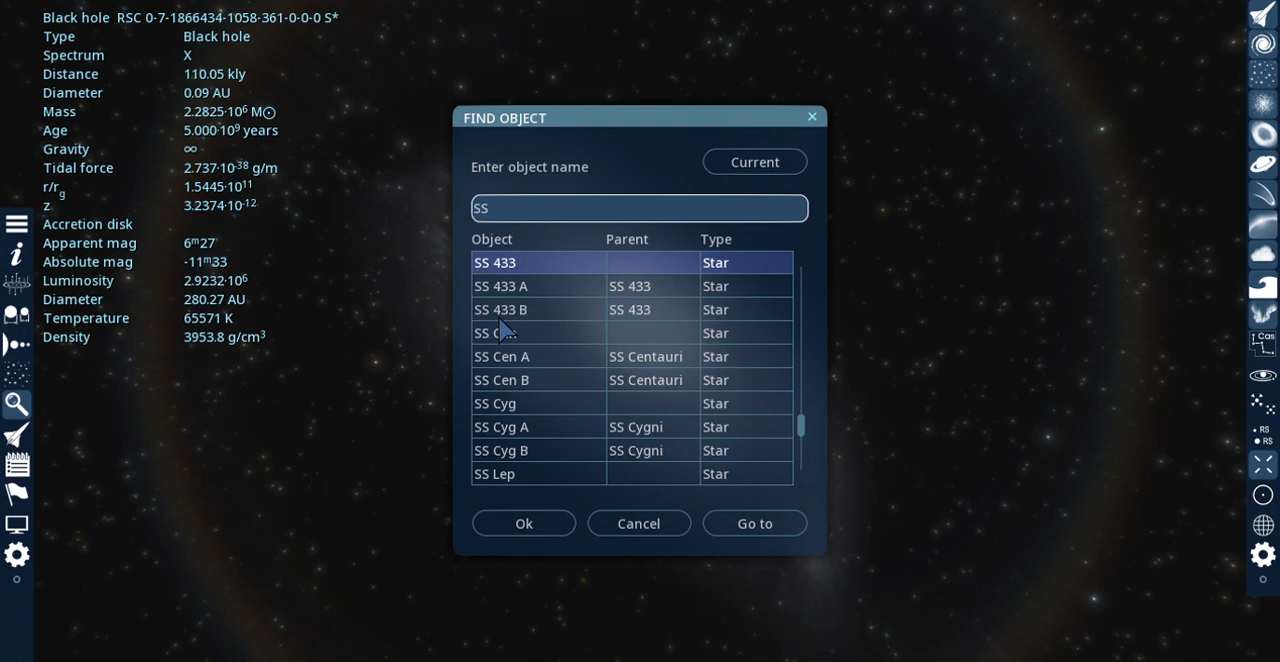 Black hole RSC 0-7-1866434-1058-361-0-0-0 S*
Type Black hole
Spectrum X
Distance 110.05 kly
Diameter 0.09 AU
Mass 2.2825·10⁶ M☉
Age 5.000·10⁹ years
Gravity ∞
Tidal force 2.737·10⁻³⁸ g/m
r/rg 1.5445·10¹¹
z 3.2374·10⁻¹²
Accretion disk
Apparent mag 6ᵐ27
Absolute mag -11ᵐ33
Luminosity 2.9232·10⁶
Diameter 280.27 AU
Temperature 65571 K
Density 3953.8 g/cm³
FIND OBJECT
Enter object name Current
SS
Object Parent Type
SS 433 Star
SS 433 A SS 433 Star
SS 433 B SS 433 Star
SS Star
SS Cen A SS Centauri Star
SS Cen B SS Centauri Star
SS Cyg Star
SS Cyg A SS Cygni Star
SS Cyg B SS Cygni Star
SS Lep Star
Ok Cancel Go to
Cas
RS
RS